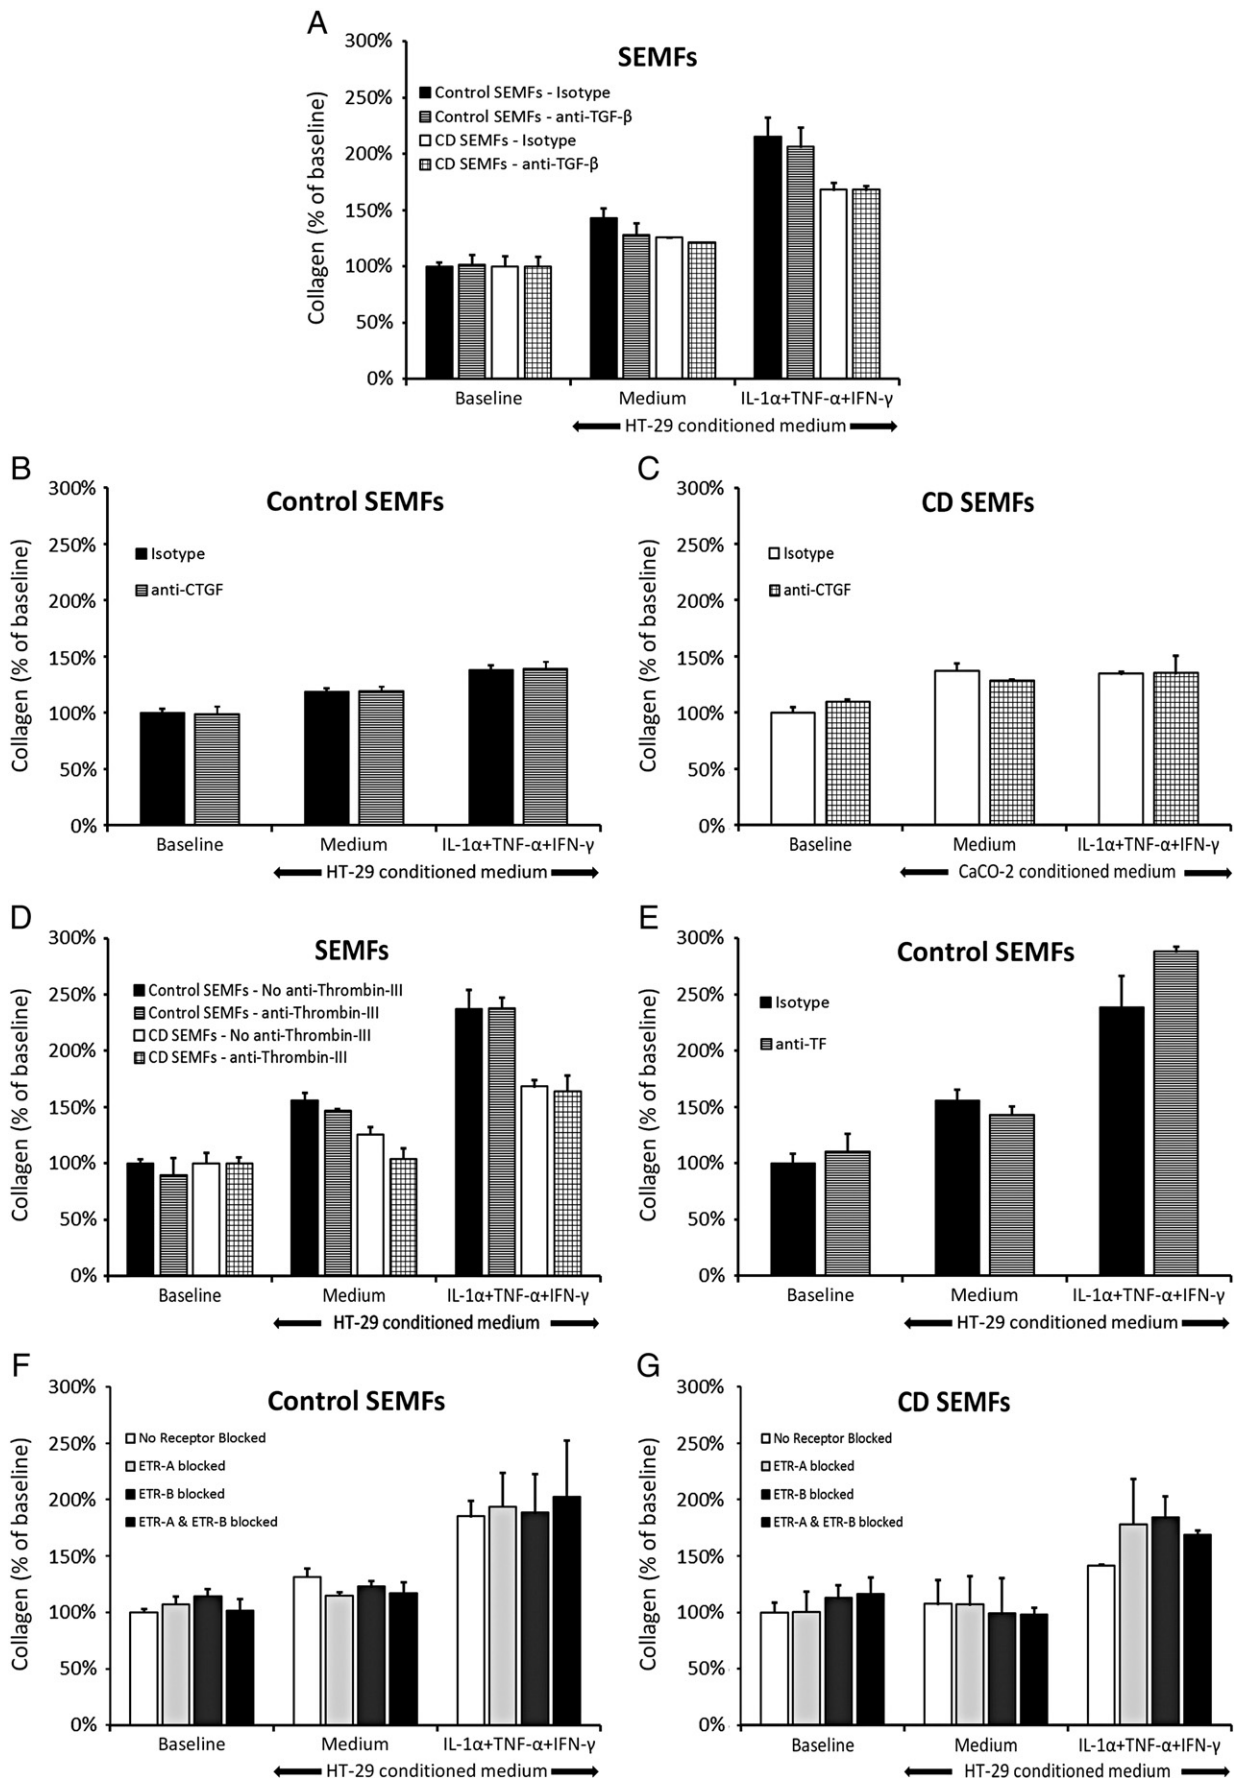 A
SEMFs
Collagen (% of baseline)
300%
250%
200%
150%
100%
50%
0%
Control SEMFs - Isotype
Control SEMFs - anti-TGF-β
CD SEMFs - Isotype
CD SEMFs - anti-TGF-β
Baseline Medium IL-1α+TNF-α+IFN-γ
HT-29 conditioned medium
B
Control SEMFs
Collagen (% of baseline)
300%
250%
200%
150%
100%
50%
0%
Isotype
anti-CTGF
Baseline Medium IL-1α+TNF-α+IFN-γ
HT-29 conditioned medium
C
CD SEMFs
Collagen (% of baseline)
300%
250%
200%
150%
100%
50%
0%
Isotype
anti-CTGF
Baseline Medium IL-1α+TNF-α+IFN-γ
CaCO-2 conditioned medium
D
SEMFs
Collagen (% of baseline)
300%
250%
200%
150%
100%
50%
0%
Control SEMFs - No anti-Thrombin-III
Control SEMFs - anti-Thrombin-III
CD SEMFs - No anti-Thrombin-III
CD SEMFs - anti-Thrombin-III
Baseline Medium IL-1α+TNF-α+IFN-γ
HT-29 conditioned medium
E
Control SEMFs
Collagen (% of baseline)
300%
250%
200%
150%
100%
50%
0%
Isotype
anti-TF
Baseline Medium IL-1α+TNF-α+IFN-γ
HT-29 conditioned medium
F
Control SEMFs
Collagen (% of baseline)
300%
250%
200%
150%
100%
50%
0%
No Receptor Blocked
ETR-A blocked
ETR-B blocked
ETR-A & ETR-B blocked
Baseline Medium IL-1α+TNF-α+IFN-γ
HT-29 conditioned medium
G
CD SEMFs
Collagen (% of baseline)
300%
250%
200%
150%
100%
50%
0%
No Receptor Blocked
ETR-A blocked
ETR-B blocked
ETR-A & ETR-B blocked
Baseline Medium IL-1α+TNF-α+IFN-γ
HT-29 conditioned medium